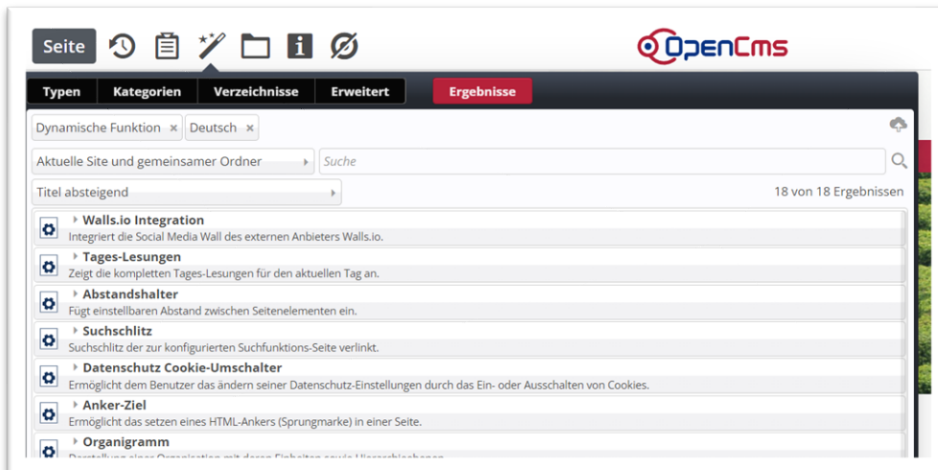 Seite
OpenCms
Typen Kategorien Verzeichnisse Erweitert Ergebnisse
Dynamische Funktion × Deutsch ×
Aktuelle Site und gemeinsamer Ordner Suche
Titel absteigend 18 von 18 Ergebnissen
Walls.io Integration
Integriert die Social Media Wall des externen Anbieters Walls.io.
Tages-Lesungen
Zeigt die kompletten Tages-Lesungen für den aktuellen Tag an.
Abstandshalter
Fügt einstellbaren Abstand zwischen Seitenelementen ein.
Suchschlitz
Suchschlitz der zur konfigurierten Suchfunktions-Seite verlinkt.
Datenschutz Cookie-Umschalter
Ermöglicht dem Benutzer das ändern seiner Datenschutz-Einstellungen durch das Ein- oder Ausschalten von Cookies.
Anker-Ziel
Ermöglicht das setzen eines HTML-Ankers (Sprungmarke) in einer Seite.
Organigramm